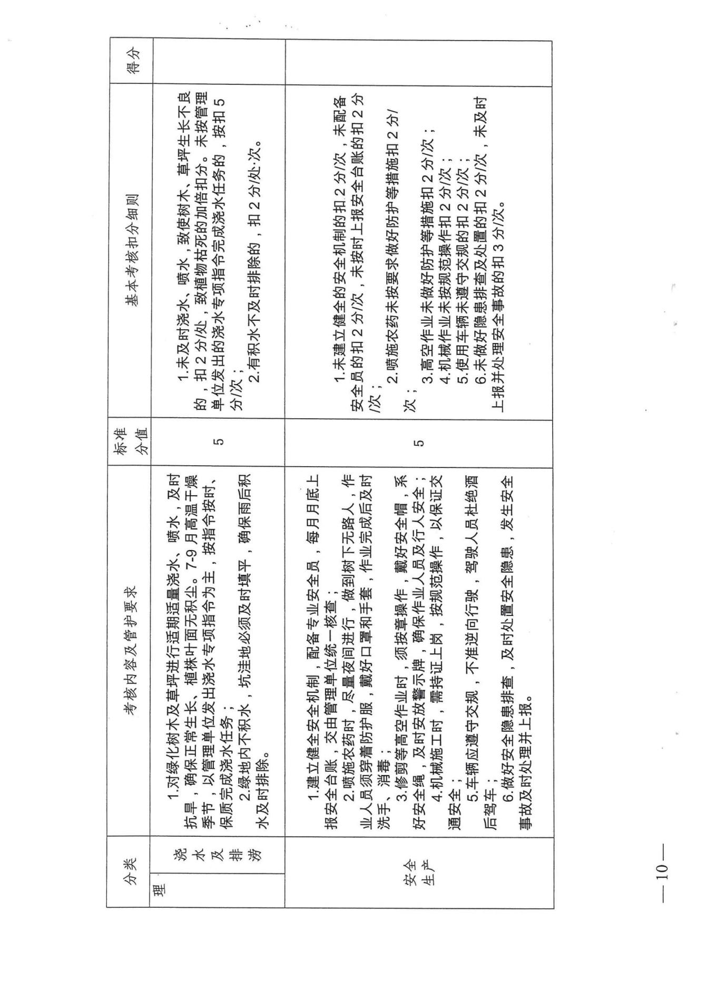 分类
考核内容及管护要求
标准
分值
基本考核扣分细则
得分
理
浇
水
及
排
涝
1.对绿化树木及草坪进行适期适量浇水、喷水，及时
抗旱，确保正常生长、植株叶面无积尘。7-9月高温干燥
季节，以管理单位发出浇水专项指令为主，按指令按时、
保质完成浇水任务；
2.绿地内不积水，坑洼地必须及时填平，确保雨后积
水及时排除。
5
1.未及时浇水、喷水，致使树木、草坪生长不良
的，扣2分/处，致植物枯死的加倍扣分。未按管理
单位发出的浇水专项指令完成浇水任务的，按扣5
分/次；
2.有积水不及时排除的，扣2分/处·次。
安全
生产
1.建立健全安全机制，配备专业安全员，每月月底上
报安全台账，交由管理单位统一核查；
2.喷施农药时，尽量夜间进行，做到树下无路人，作
业人员须穿着防护服，戴好口罩和手套，作业完成后及时
洗手、消毒；
3.修剪等高空作业时，须按章操作，戴好安全帽，系
好安全绳，及时安放警示牌，确保作业人员及行人安全；
4.机械施工时，需持证上岗，按规范操作，以保证交
通安全；
5.车辆应遵守交规，不准逆向行驶，驾驶人员杜绝酒
后驾车；
6.做好安全隐患排查，及时处置安全隐患，发生安全
事故及时处理并上报。
5
1.未建立健全的安全机制的扣2分/次，未配备
安全员的扣2分/次，未按时上报安全台账的扣2分
/次；
2.喷施农药未按要求做好防护等措施扣2分/
次；
3.高空作业未做好防护等措施扣2分/次；
4.机械作业未按规范操作扣2分/次；
5.使用车辆未遵守交规的扣2分/次；
6.未做好隐患排查及处置的扣2分/次，未及时
上报并处理安全事故的扣3分/次。
—10—